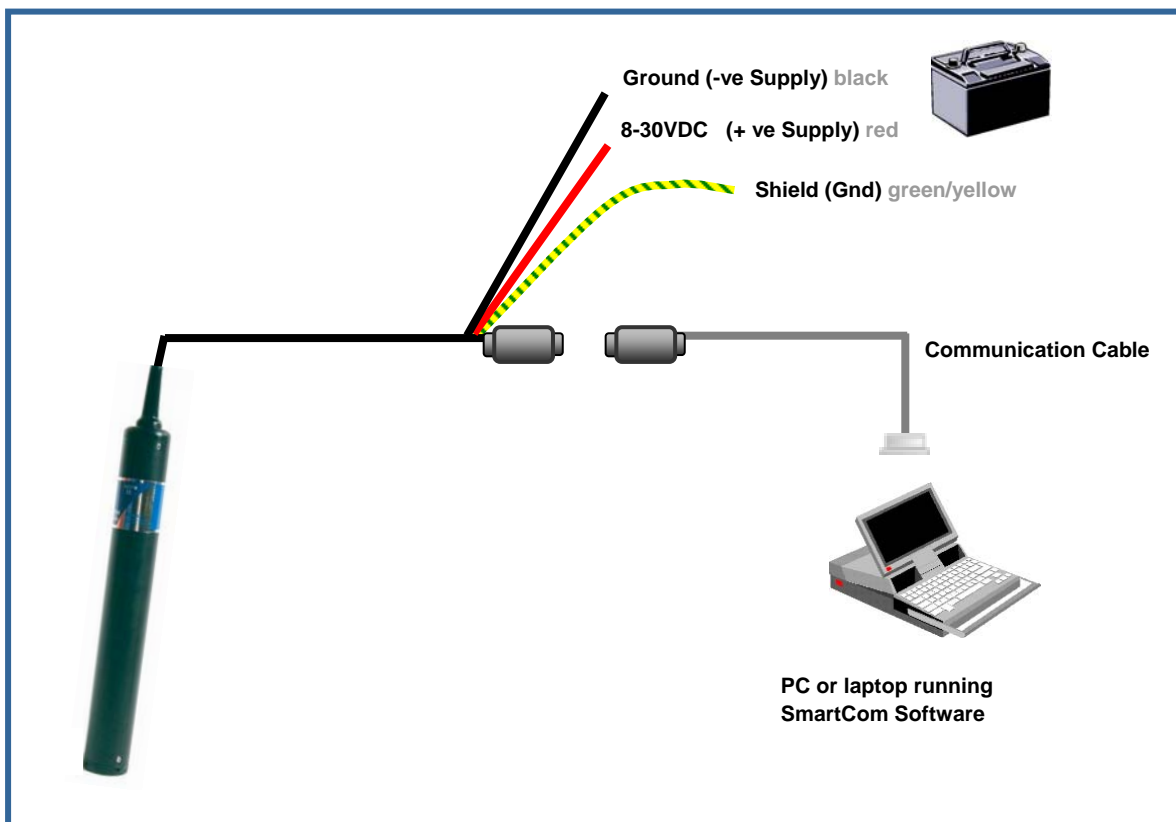 Ground (-ve Supply) black
8-30VDC (+ ve Supply) red
Shield (Gnd) green/yellow
Communication Cable
PC or laptop running
SmartCom Software